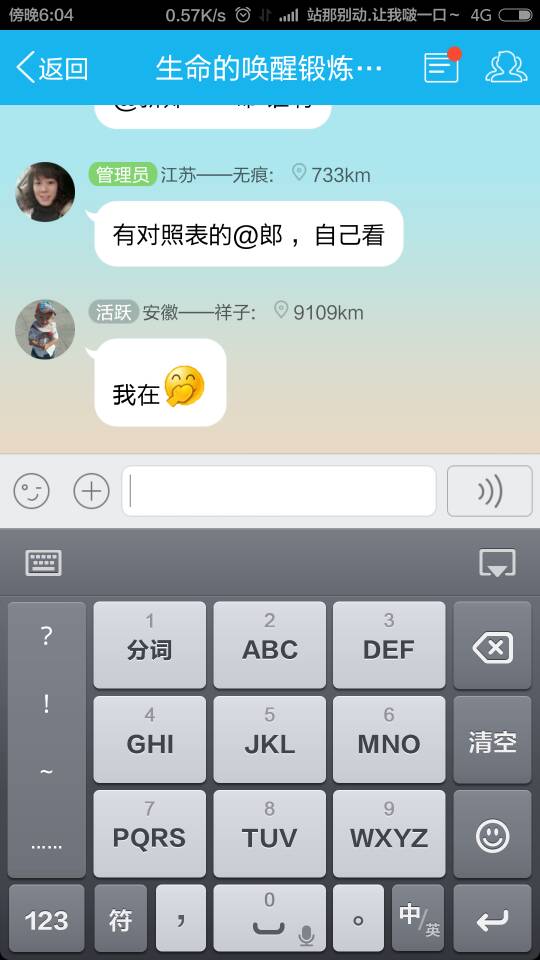 傍晚6:04 0.57K/s 站那别动.让我啵一口~ 4G
返回 生命的唤醒锻炼…
管理员 江苏——无痕: 733km
有对照表的@郎，自己看
活跃 安徽——祥子: 9109km
我在
? 1 2 3
分词 ABC DEF
! 4 5 6
GHI JKL MNO 清空
~ 7 8 9
PQRS TUV WXYZ
……
123 符 ， 0 。 中/英